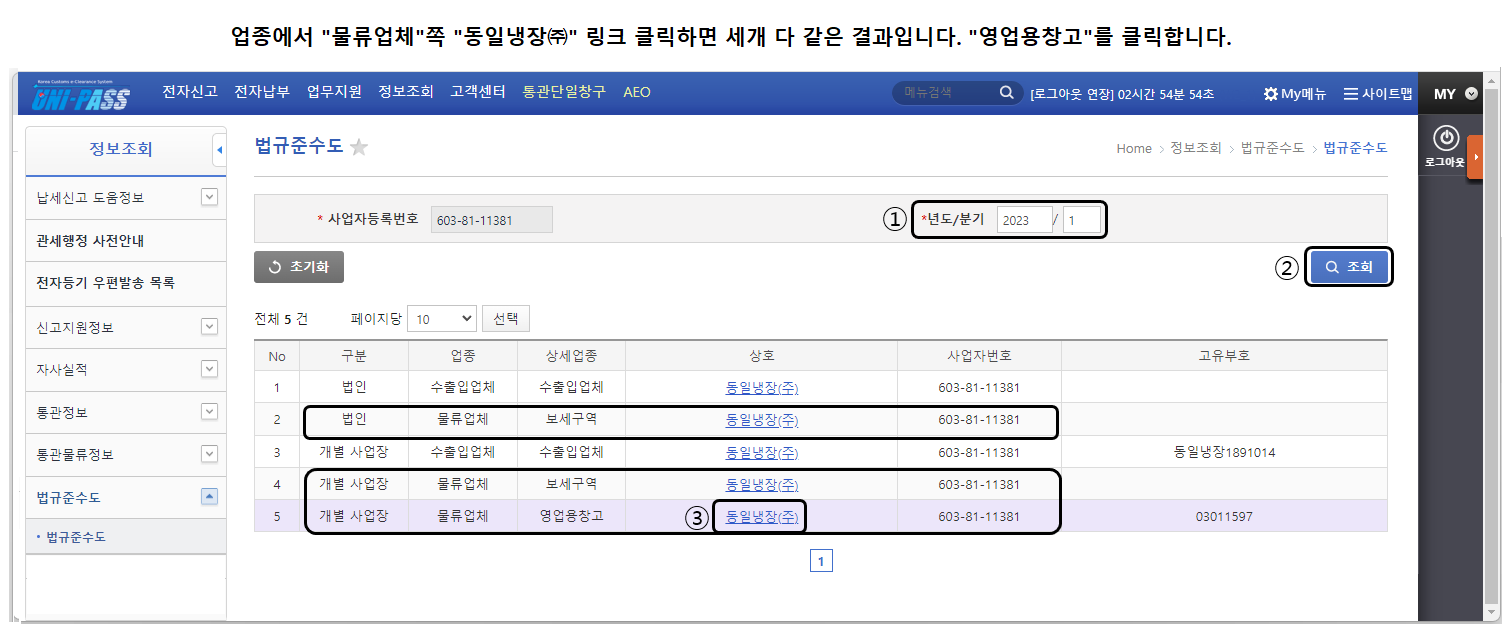 업종에서 "물류업체"쪽 "동일냉장㈜" 링크 클릭하면 세개 다 같은 결과입니다. "영업용창고"를 클릭합니다.
Korea Customs e-Clearance System
UNI-PASS 전자신고 전자납부 업무지원 정보조회 고객센터 통관단일창구 AEO 메뉴검색 [로그아웃 연장] 02시간 54분 54초 My메뉴 사이트맵 MY
로그아웃
정보조회
납세신고 도움정보
관세행정 사전안내
전자등기 우편발송 목록
신고지원정보
자사실적
통관정보
통관물류정보
법규준수도
· 법규준수도
법규준수도 Home > 정보조회 > 법규준수도 > 법규준수도
* 사업자등록번호 603-81-11381 ① *년도/분기 2023 / 1
초기화 ② 조회
전체 5 건 페이지당 10 선택
No 구분 업종 상세업종 상호 사업자번호 고유부호
1 법인 수출입업체 수출입업체 동일냉장(주) 603-81-11381
2 법인 물류업체 보세구역 동일냉장(주) 603-81-11381
3 개별 사업장 수출입업체 수출입업체 동일냉장(주) 603-81-11381 동일냉장1891014
4 개별 사업장 물류업체 보세구역 동일냉장(주) 603-81-11381
5 개별 사업장 물류업체 영업용창고 ③ 동일냉장(주) 603-81-11381 03011597
1